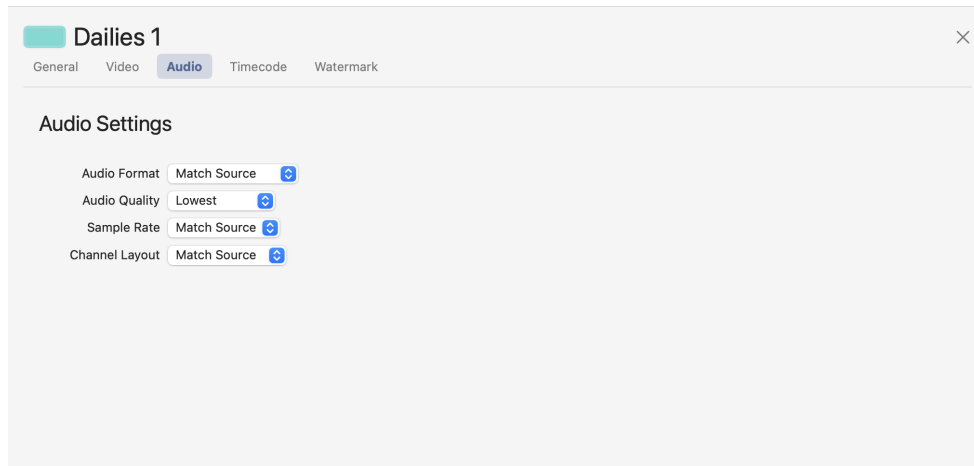 Dailies 1
General Video Audio Timecode Watermark
Audio Settings
Audio Format Match Source
Audio Quality Lowest
Sample Rate Match Source
Channel Layout Match Source